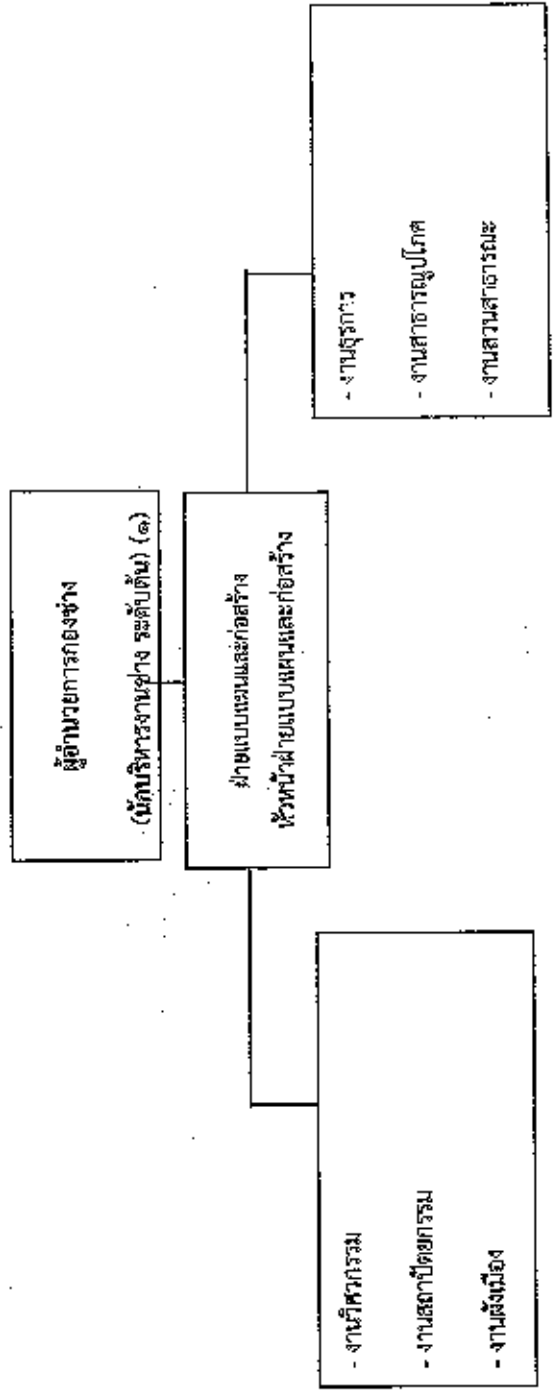 ผู้อำนวยการกองช่าง
(นักบริหารงานช่าง ระดับต้น) (๑)
ฝ่ายแบบแผนและก่อสร้าง
หัวหน้าฝ่ายแบบแผนและก่อสร้าง
- งานวิศวกรรม
- งานสถาปัตยกรรม
- งานผังเมือง
- งานธุรการ
- งานสาธารณูปโภค
- งานสวนสาธารณะ